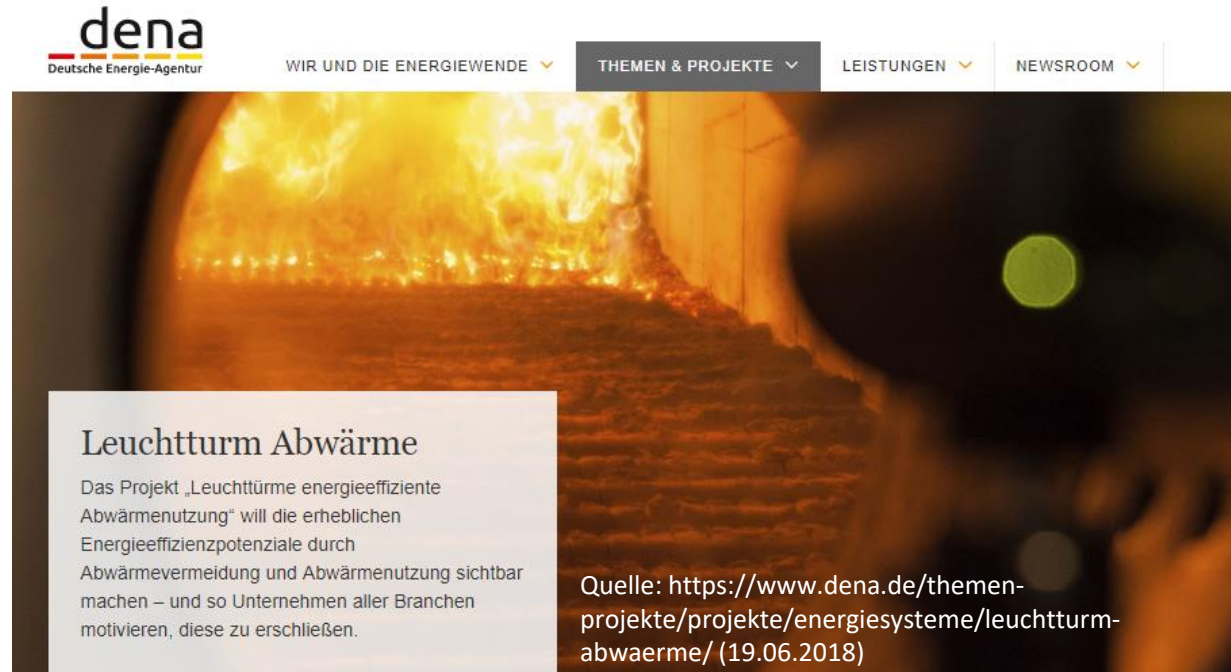 dena
Deutsche Energie-Agentur
WIR UND DIE ENERGIEWENDE
THEMEN & PROJEKTE
LEISTUNGEN
NEWSROOM
Leuchtturm Abwärme
Das Projekt „Leuchttürme energieeffiziente
Abwärmenutzung“ will die erheblichen
Energieeffizienzpotenziale durch
Abwärmevermeidung und Abwärmenutzung sichtbar
machen – und so Unternehmen aller Branchen
motivieren, diese zu erschließen.
Quelle: https://www.dena.de/themen-
projekte/projekte/energiesysteme/leuchtturm-
abwaerme/ (19.06.2018)